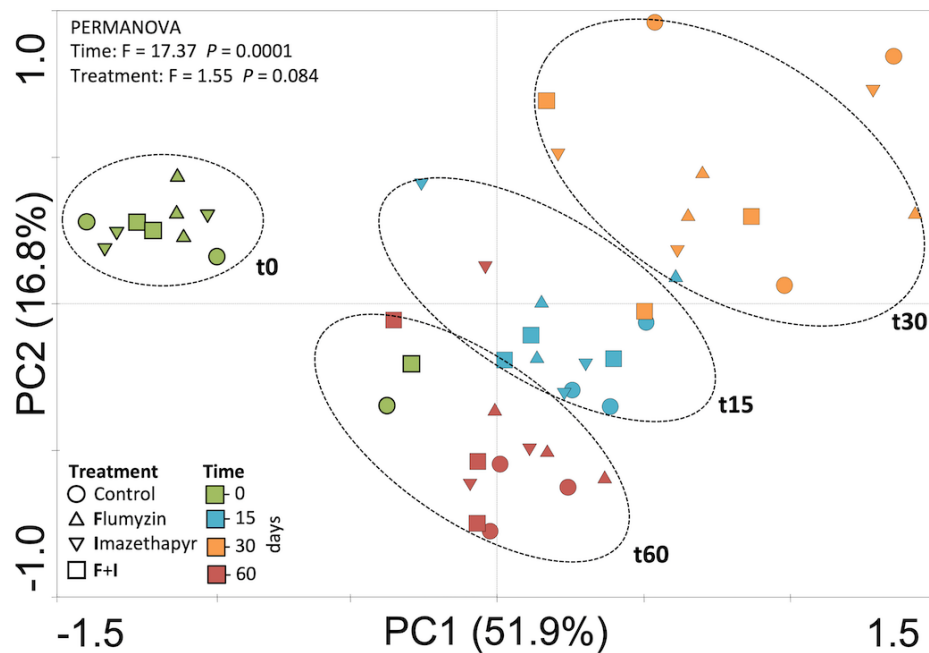 PERMANOVA
Time: F = 17.37 P = 0.0001
Treatment: F = 1.55 P = 0.084
1.0
PC2 (16.8%)
-1.0
t0
t30
t15
t60
Treatment
Control
Flumyzin
Imazethapyr
F+I
Time
0
15
30
60
days
-1.5
PC1 (51.9%)
1.5